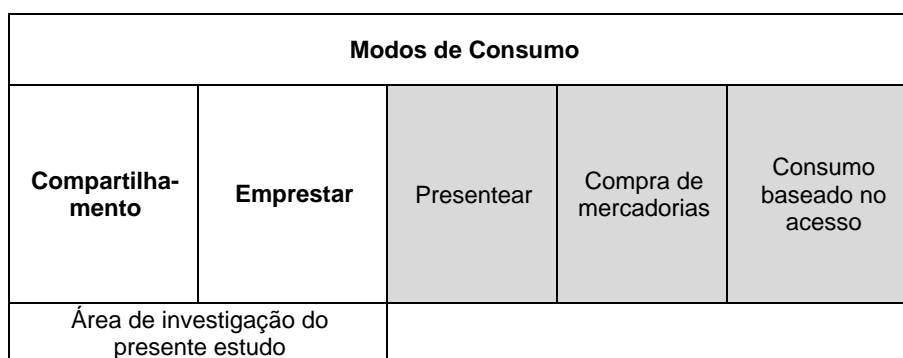 Modos de Consumo
Compartilha-
mento
Emprestar
Presentear
Compra de
mercadorias
Consumo
baseado no
acesso
Área de investigação do
presente estudo